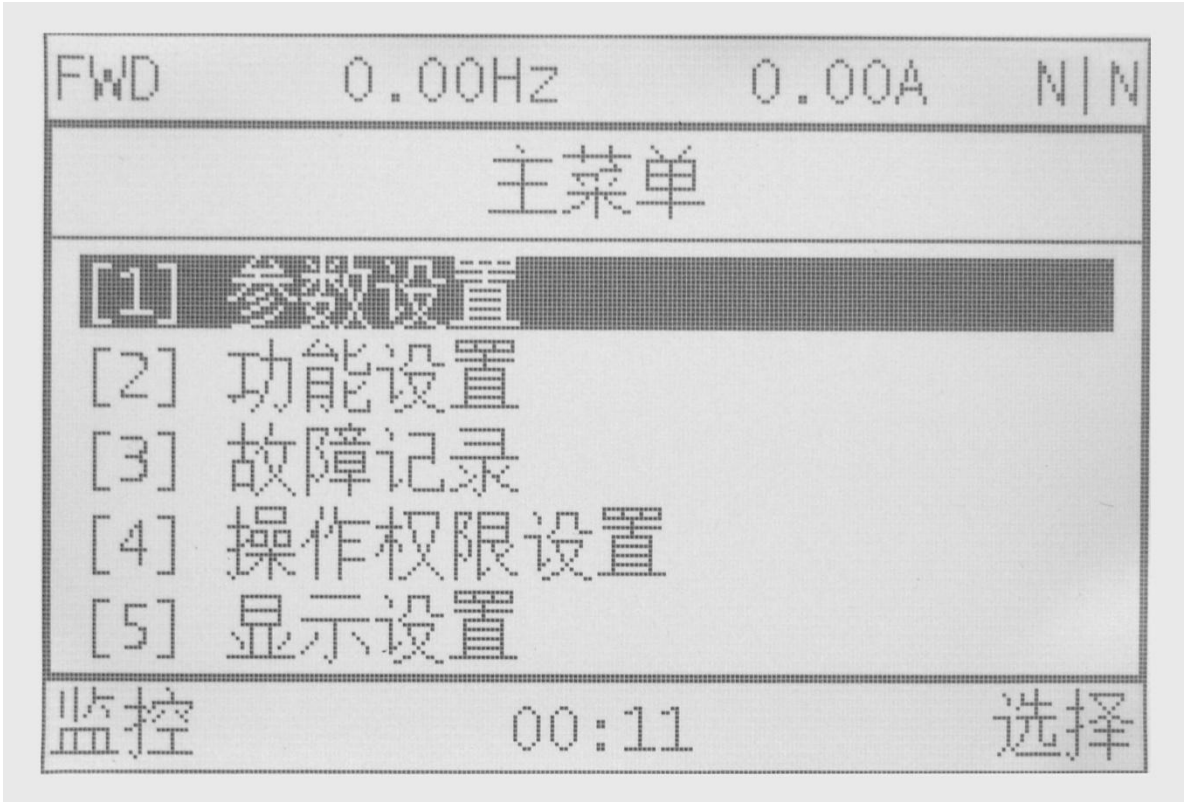 FWD 0.00Hz 0.00A N|N
主菜单
[1] 参数设置
[2] 功能设置
[3] 故障记录
[4] 操作权限设置
[5] 显示设置
监控 00:11 选择